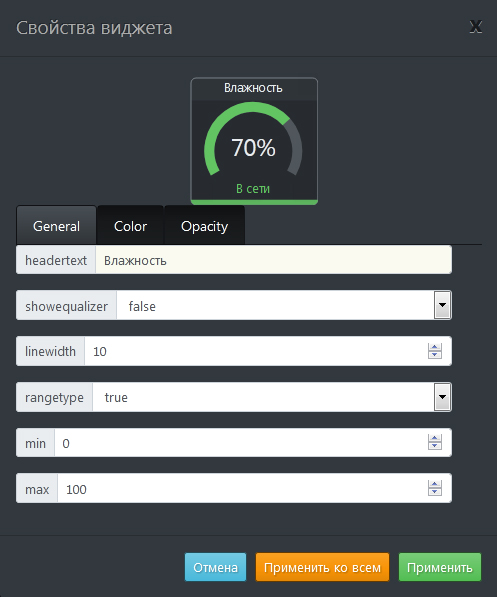 Свойства виджета x
Влажность
70%
В сети
General Color Opacity
headertext Влажность
showequalizer false
linewidth 10
rangetype true
min 0
max 100
Отмена Применить ко всем Применить